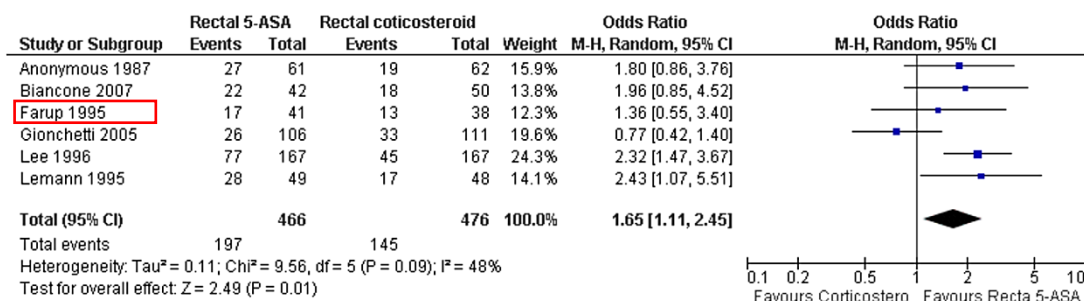 Rectal 5-ASA Rectal coticosteroid Odds Ratio Odds Ratio
Study or Subgroup Events Total Events Total Weight M-H, Random, 95% CI M-H, Random, 95% CI
Anonymous 1987 27 61 19 62 15.9% 1.80 [0.86, 3.76]
Biancone 2007 22 42 18 50 13.8% 1.96 [0.85, 4.52]
Farup 1995 17 41 13 38 12.3% 1.36 [0.55, 3.40]
Gionchetti 2005 26 106 33 111 19.6% 0.77 [0.42, 1.40]
Lee 1996 77 167 45 167 24.3% 2.32 [1.47, 3.67]
Lemann 1995 28 49 17 48 14.1% 2.43 [1.07, 5.51]
Total (95% CI) 466 476 100.0% 1.65 [1.11, 2.45]
Total events 197 145
Heterogeneity: Tau² = 0.11; Chi² = 9.56, df = 5 (P = 0.09); I² = 48%
Test for overall effect: Z = 2.49 (P = 0.01)
0.1 0.2 0.5 1 2 5 10
Favours Corticostero Favours Recta 5-ASA